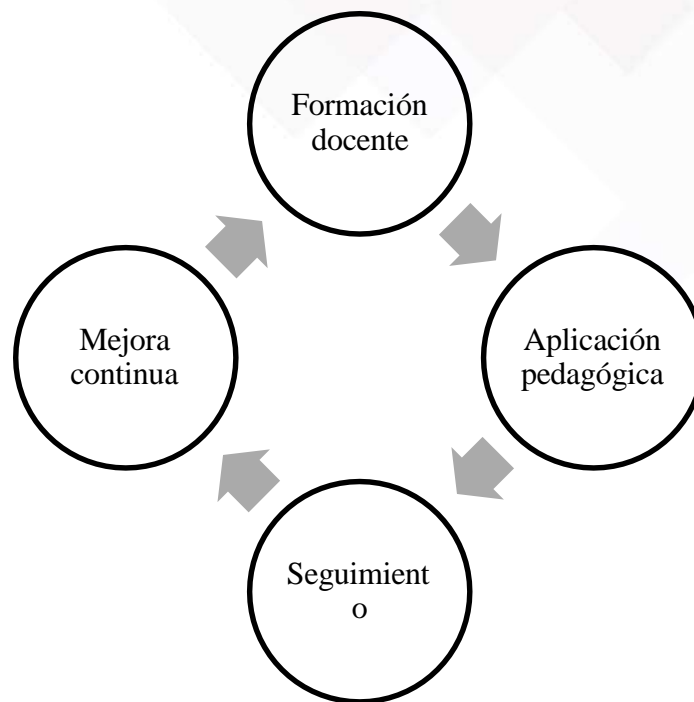 Formación
docente
Aplicación
pedagógica
Seguimient
o
Mejora
continua